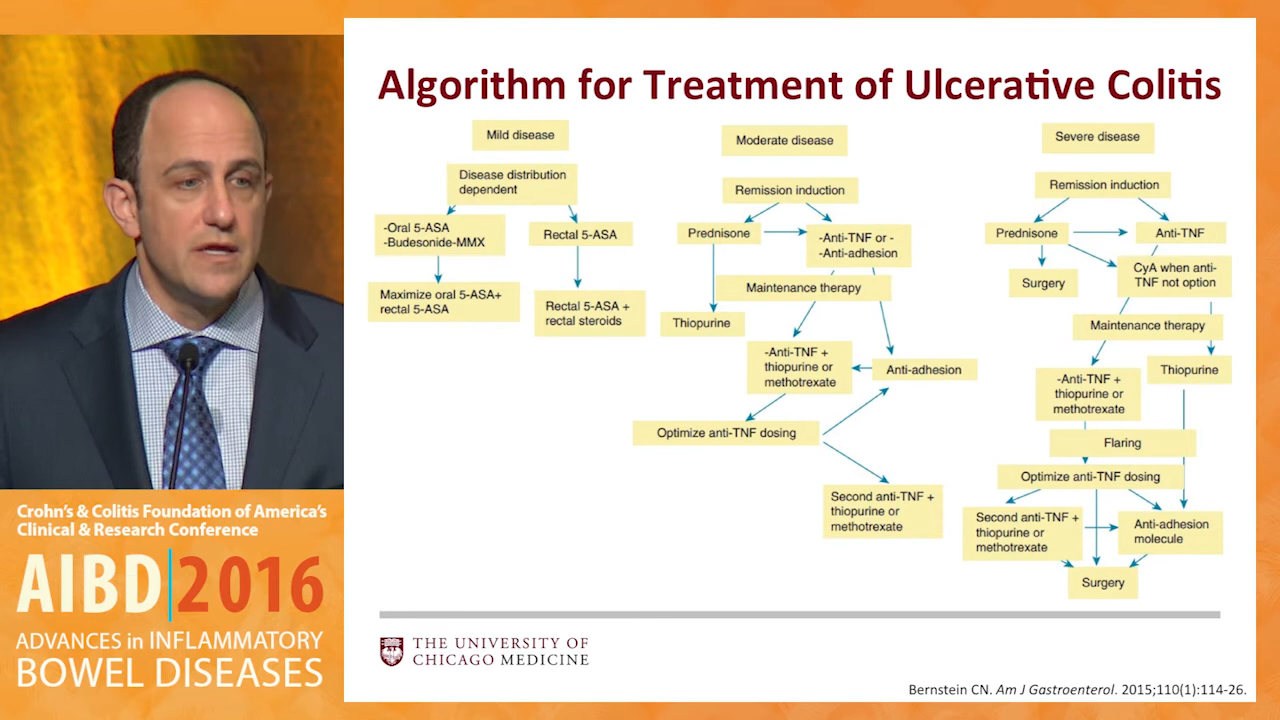 Algorithm for Treatment of Ulcerative Colitis
Mild disease
Disease distribution
dependent
-Oral 5-ASA
-Budesonide-MMX
Rectal 5-ASA
Maximize oral 5-ASA+
rectal 5-ASA
Rectal 5-ASA +
rectal steroids
Moderate disease
Remission induction
Prednisone
-Anti-TNF or -
-Anti-adhesion
Maintenance therapy
Thiopurine
-Anti-TNF +
thiopurine or
methotrexate
Anti-adhesion
Optimize anti-TNF dosing
Second anti-TNF +
thiopurine or
methotrexate
Severe disease
Remission induction
Prednisone
Anti-TNF
Surgery
CyA when anti-
TNF not option
Maintenance therapy
Thiopurine
-Anti-TNF +
thiopurine or
methotrexate
Flaring
Optimize anti-TNF dosing
Second anti-TNF +
thiopurine or
methotrexate
Anti-adhesion
molecule
Surgery
THE UNIVERSITY OF
CHICAGO MEDICINE
Bernstein CN. Am J Gastroenterol. 2015;110(1):114-26.
Crohn's & Colitis Foundation of America's
Clinical & Research Conference
AIBD|2016
ADVANCES in INFLAMMATORY
BOWEL DISEASES